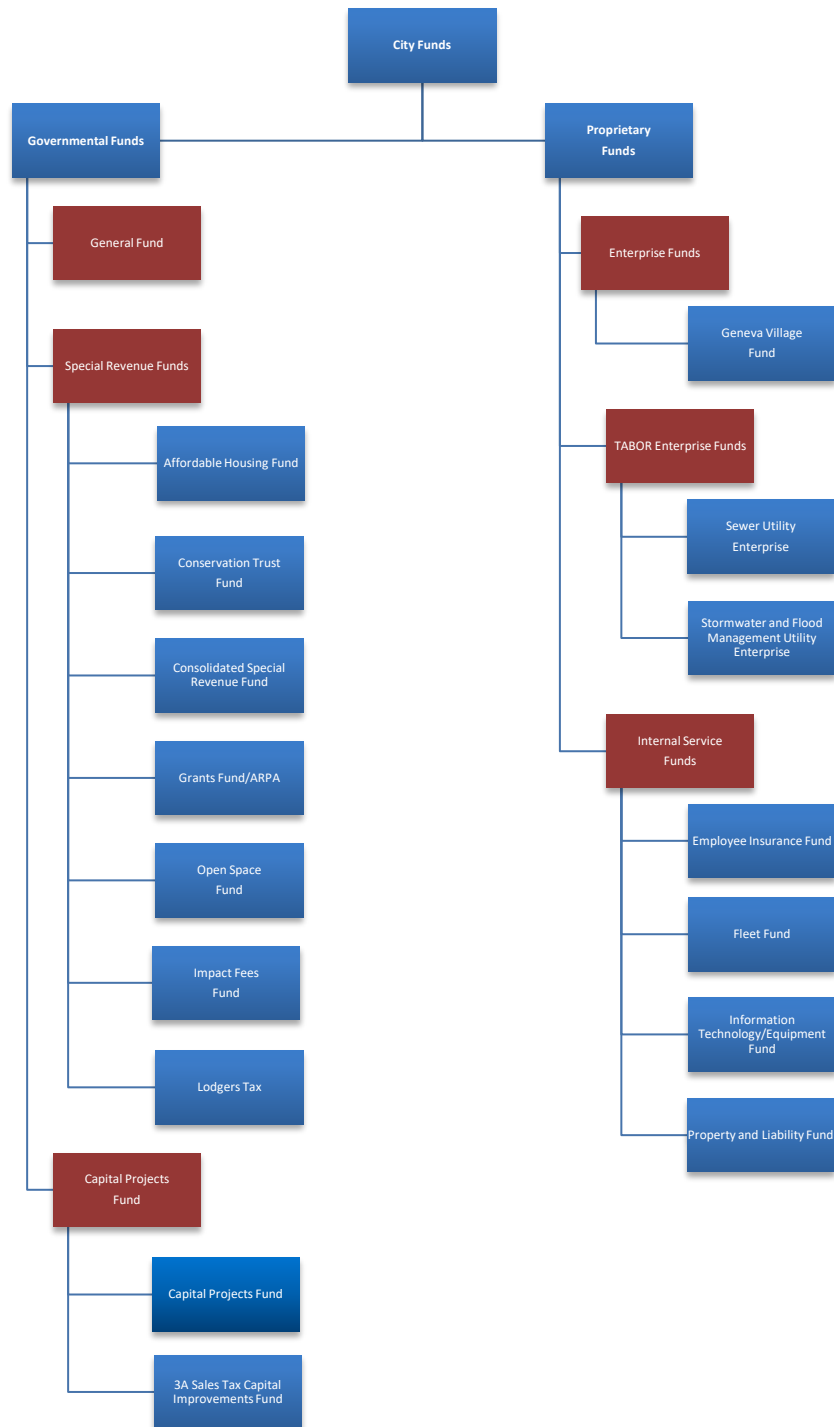 City Funds
Governmental Funds
Proprietary
Funds
General Fund
Special Revenue Funds
Affordable Housing Fund
Conservation Trust
Fund
Consolidated Special
Revenue Fund
Grants Fund/ARPA
Open Space
Fund
Impact Fees
Fund
Lodgers Tax
Capital Projects
Fund
Capital Projects Fund
3A Sales Tax Capital
Improvements Fund
Enterprise Funds
Geneva Village
Fund
TABOR Enterprise Funds
Sewer Utility
Enterprise
Stormwater and Flood
Management Utility
Enterprise
Internal Service
Funds
Employee Insurance Fund
Fleet Fund
Information
Technology/Equipment
Fund
Property and Liability Fund